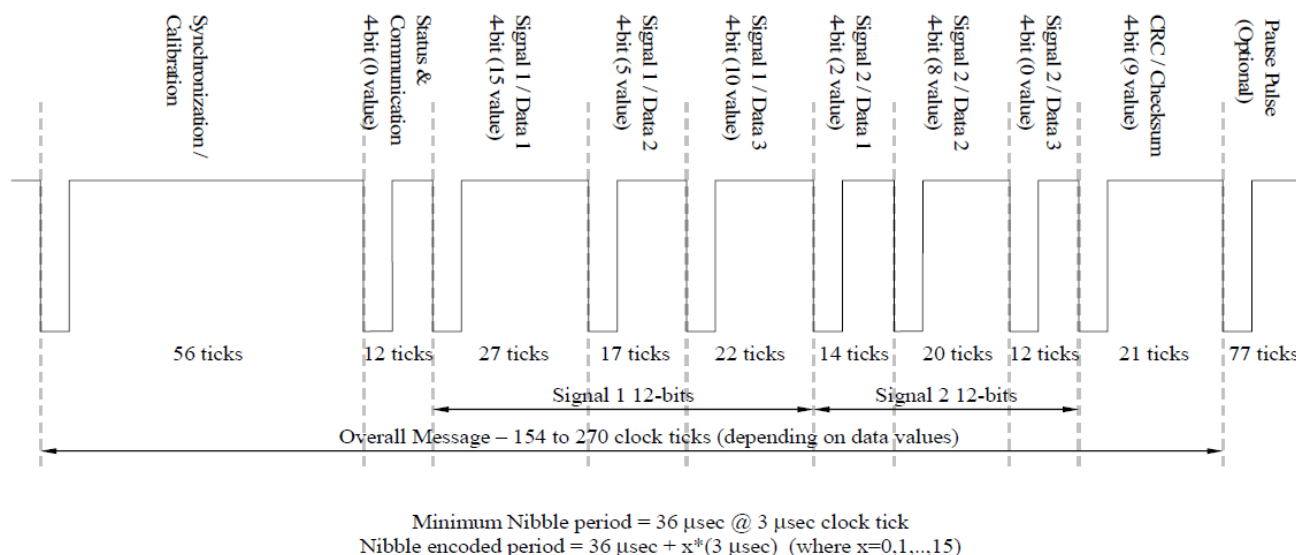 Synchronization /
Calibration
Status &
Communication
4-bit (0 value)
Signal 1 / Data 1
4-bit (15 value)
Signal 1 / Data 2
4-bit (5 value)
Signal 1 / Data 3
4-bit (10 value)
Signal 2 / Data 1
4-bit (2 value)
Signal 2 / Data 2
4-bit (8 value)
Signal 2 / Data 3
4-bit (0 value)
CRC / Checksum
4-bit (9 value)
Pause Pulse
(Optional)
56 ticks
12 ticks
27 ticks
17 ticks
22 ticks
14 ticks
20 ticks
12 ticks
21 ticks
77 ticks
Signal 1 12-bits
Signal 2 12-bits
Overall Message – 154 to 270 clock ticks (depending on data values)
Minimum Nibble period = 36 μsec @ 3 μsec clock tick
Nibble encoded period = 36 μsec + x*(3 μsec) (where x=0,1,..,15)